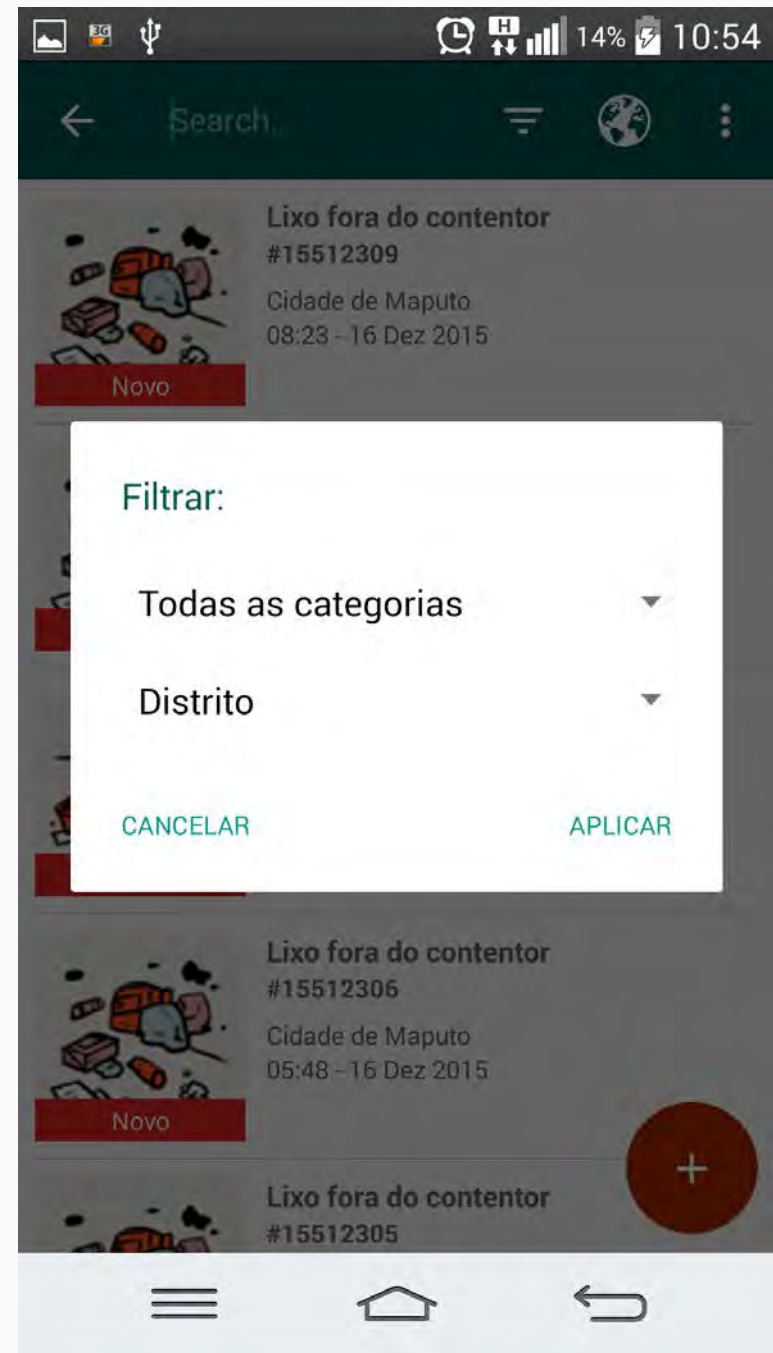 3G H 14% 10:54
Search..
Lixo fora do contentor
#15512309
Cidade de Maputo
08:23 - 16 Dez 2015
Novo
Filtrar:
Todas as categorias
Distrito
CANCELAR APLICAR
Lixo fora do contentor
#15512306
Cidade de Maputo
05:48 - 16 Dez 2015
Novo
Lixo fora do contentor
#15512305